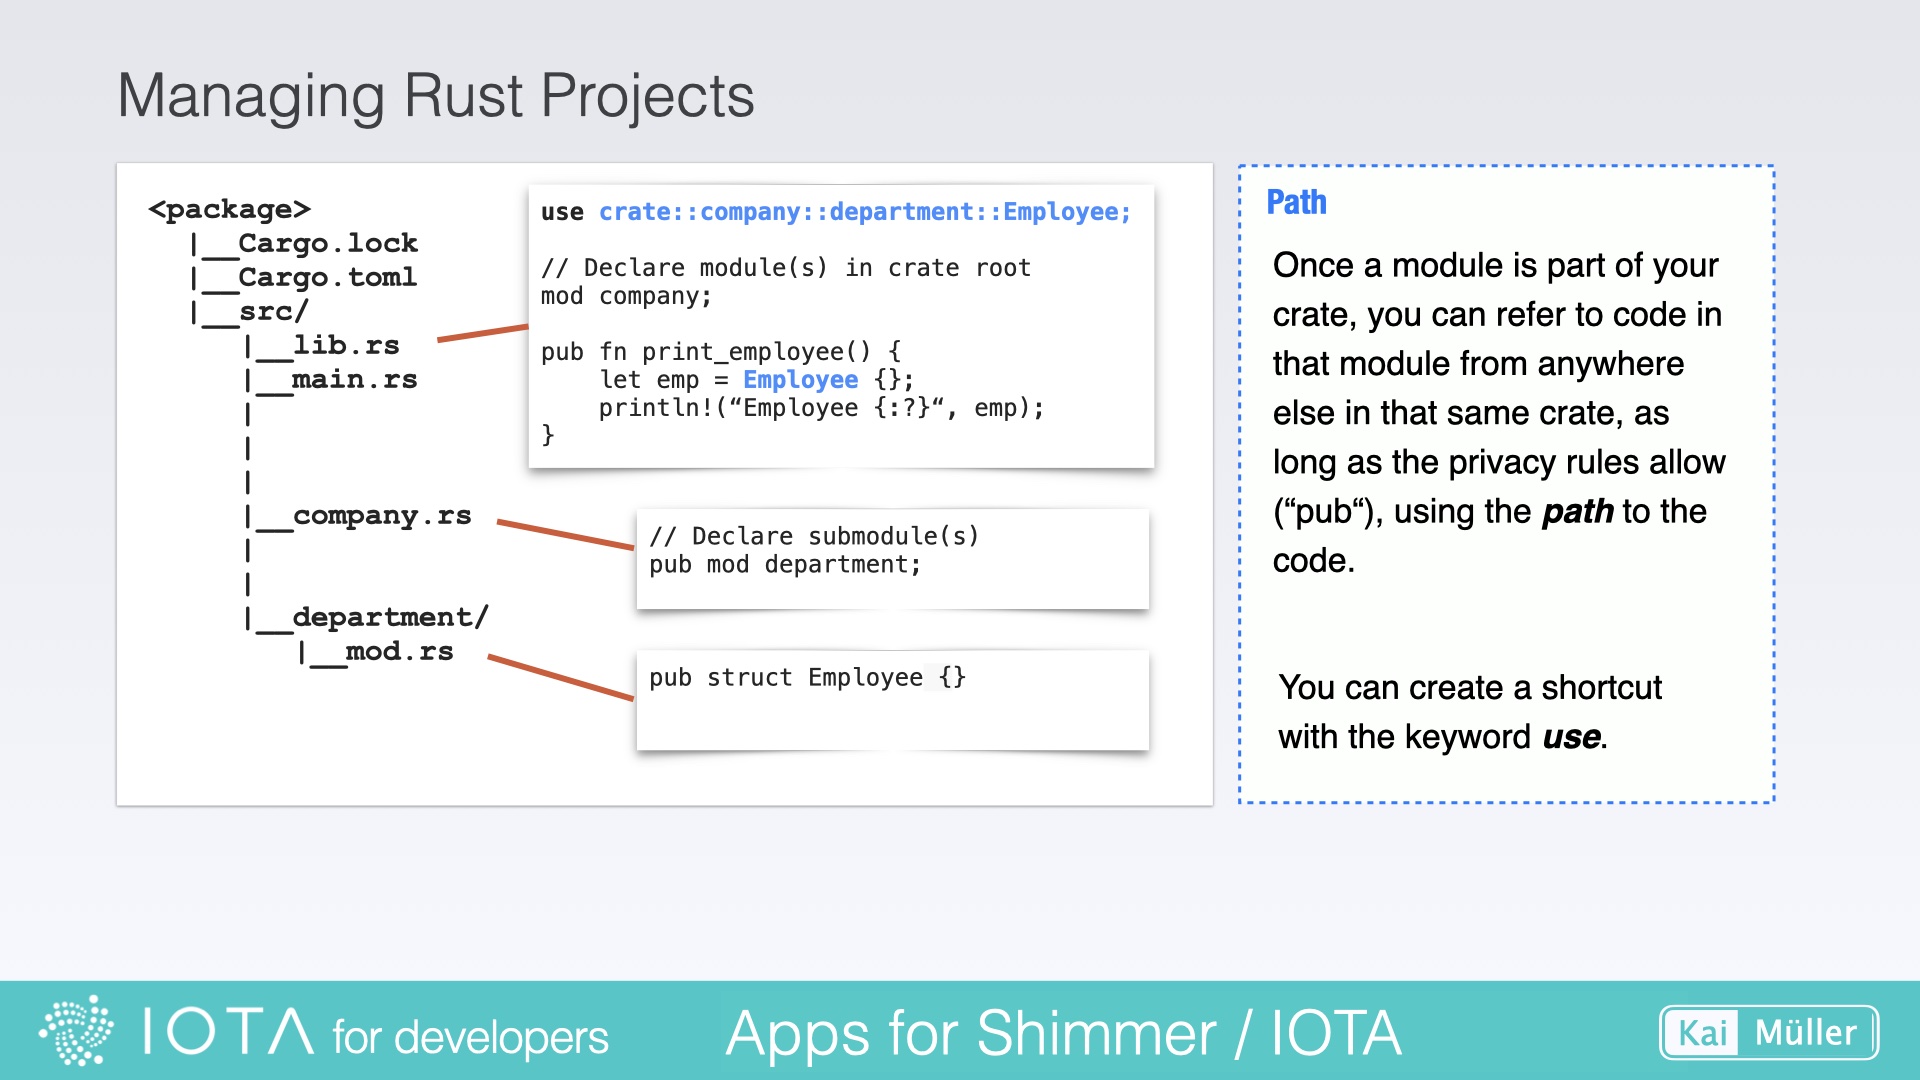 Managing Rust Projects
<package>
|__Cargo.lock
|__Cargo.toml
|__src/
|__lib.rs
|__main.rs
|
|
|
|__company.rs
|
|
|__department/
|__mod.rs
use crate::company::department::Employee;
// Declare module(s) in crate root
mod company;
pub fn print_employee() {
let emp = Employee {};
println!(“Employee {:?}“, emp);
}
// Declare submodule(s)
pub mod department;
pub struct Employee {}
Path
Once a module is part of your
crate, you can refer to code in
that module from anywhere
else in that same crate, as
long as the privacy rules allow
(“pub“), using the path to the
code.
You can create a shortcut
with the keyword use.
IOTA for developers
Apps for Shimmer / IOTA
Kai Müller